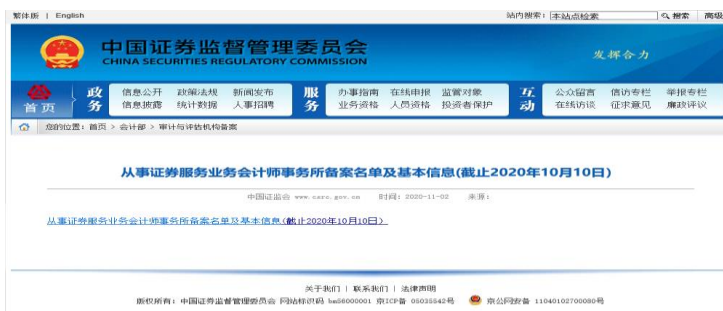 繁体版 | English 站内搜索: 在本站点检索 搜索 高级
中国证券监督管理委员会
CHINA SECURITIES REGULATORY COMMISSION
发挥合力
首页 政务 信息公开 政策法规 新闻发布 服务 办事指南 在线申报 监管对象 互动 公众留言 信访专栏 举报专栏
信息披露 统计数据 人事招聘 业务资格 人员资格 投资者保护 在线访谈 征求意见 廉政评议
您的位置: 首页 > 会计部 > 审计与评估机构备案
从事证券服务业务会计师事务所备案名单及基本信息(截止2020年10月10日)
中国证监会 www.csrc.gov.cn 时间: 2020-11-02 来源:
从事证券服务业务会计师事务所备案名单及基本信息(截止2020年10月10日)
关于我们 | 联系我们 | 法律声明
版权所有: 中国证券监督管理委员会 网站标识码 bm56000001 京ICP备 05035542号 京公网安备 11040102700080号